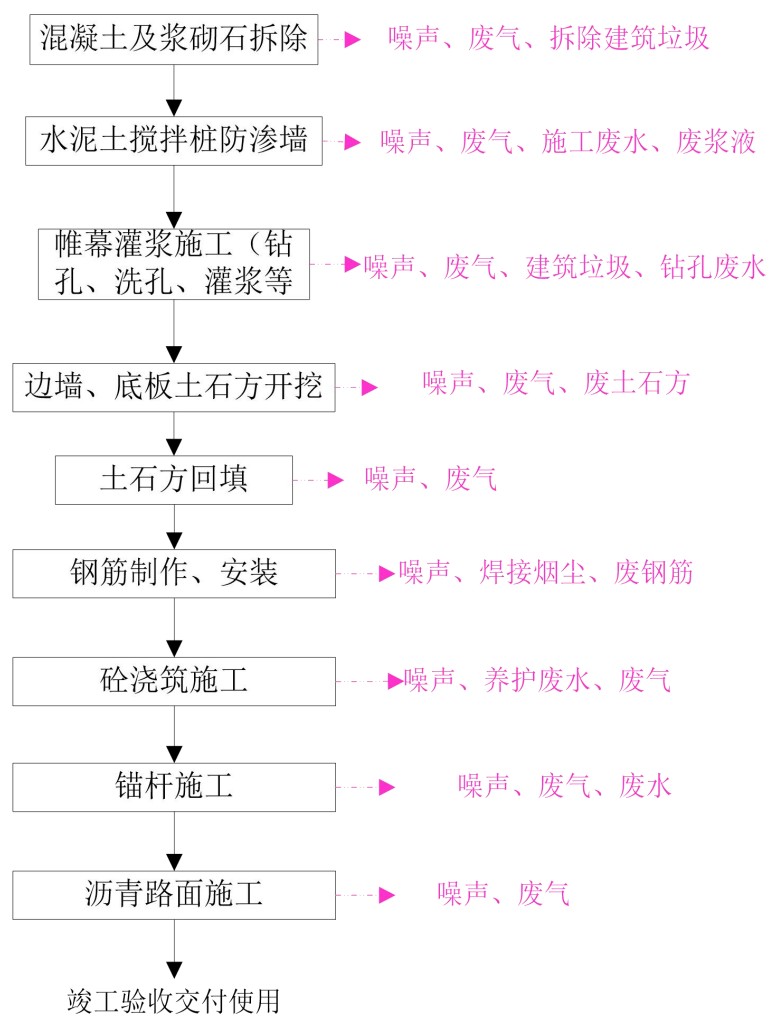 混凝土及浆砌石拆除
噪声、废气、拆除建筑垃圾
水泥土搅拌桩防渗墙
噪声、废气、施工废水、废浆液
帷幕灌浆施工（钻
孔、洗孔、灌浆等
噪声、废气、建筑垃圾、钻孔废水
边墙、底板土石方开挖
噪声、废气、废土石方
土石方回填
噪声、废气
钢筋制作、安装
噪声、焊接烟尘、废钢筋
砼浇筑施工
噪声、养护废水、废气
锚杆施工
噪声、废气、废水
沥青路面施工
噪声、废气
竣工验收交付使用